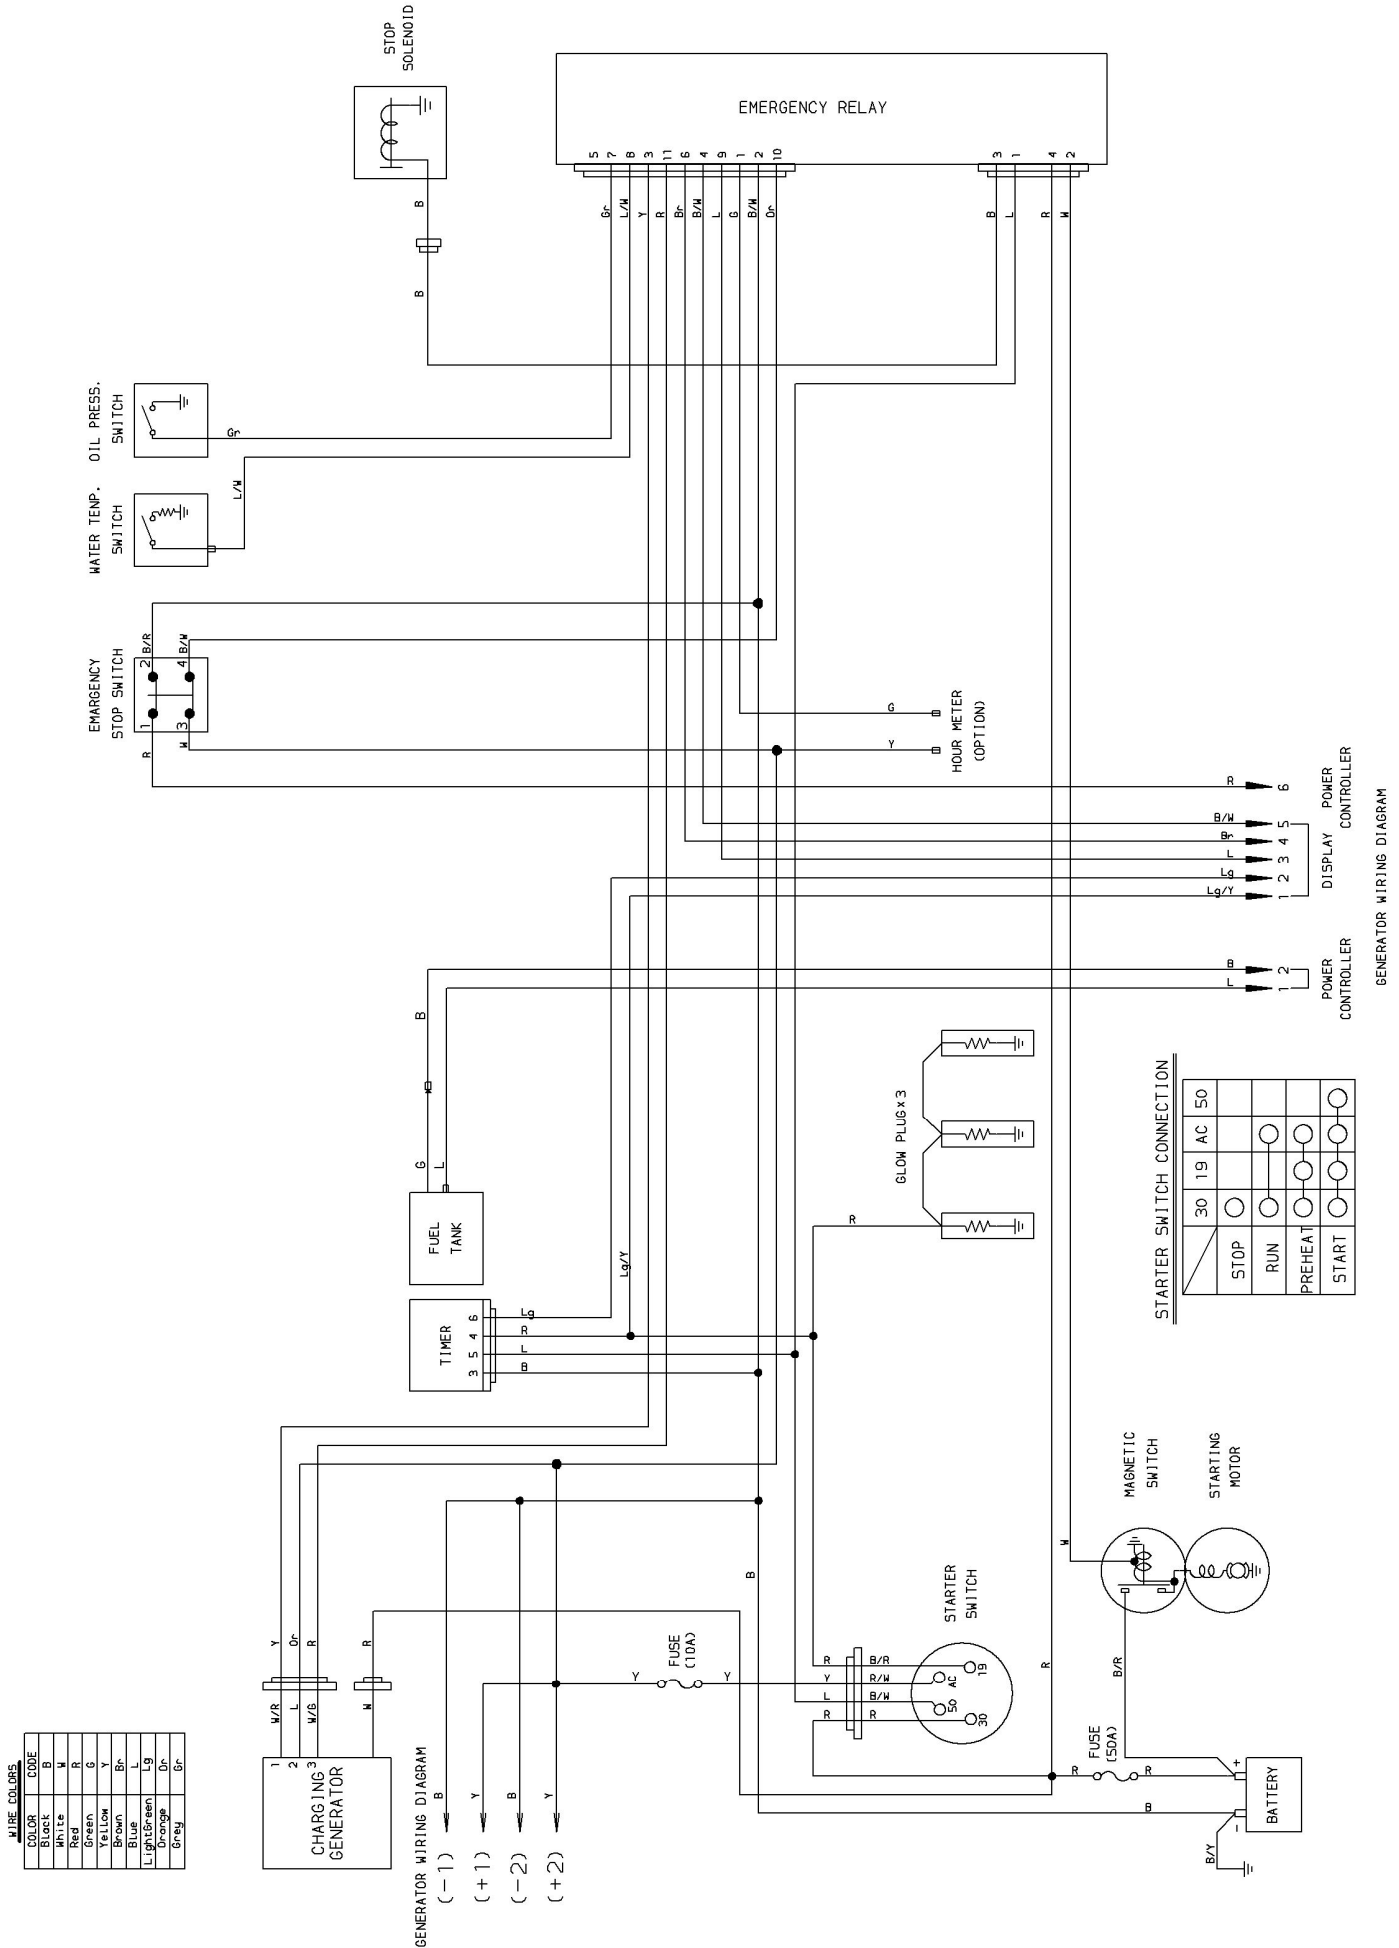 WIRE COLORS
COLOR CODE
Black B
White W
Red R
Green G
Yellow Y
Brown Br
Blue L
LightGreen Lg
Orange Or
Grey Gr
STOP
SOLENOID
B
B
EMERGENCY RELAY
5 7 8 3 11 6 4 9 1 2 10
Gr L/W Y R Br B/W L G B/W Or
3 1 4 2
B L R W
OIL PRESS.
SWITCH
Gr
WATER TENP.
SWITCH
L/W
EMARGENCY
STOP SWITCH
1 2 3 4
R
W
B/R
B/W
G
Y
HOUR METER
(OPTION)
R 6
POWER
CONTROLLER
B/W 5
Br 4
L 3
Lg 2
Lg/Y 1
DISPLAY
B 2
L 1
POWER
CONTROLLER
GENERATOR WIRING DIAGRAM
FUEL
TANK
G
L
B
TIMER
6 4 5 3
Lg
R
L
B
Lg/Y
GLOW PLUG×3
R
STARTER SWITCH CONNECTION
30 19 AC 50
STOP
RUN
PREHEAT
START
CHARGING
GENERATOR
1 2 3
W/R
L
W/G
W
Y
Or
R
R
GENERATOR WIRING DIAGRAM
(-1)
(+1)
(-2)
(+2)
B
Y
B
Y
B
Y
Y
FUSE
(10A)
STARTER
SWITCH
R B/R 19
Y R/W AC
L B/W 50
R R 30
R
W
MAGNETIC
SWITCH
STARTING
MOTOR
B/R
FUSE
(50A)
R
R
BATTERY
+
-
B
B/Y